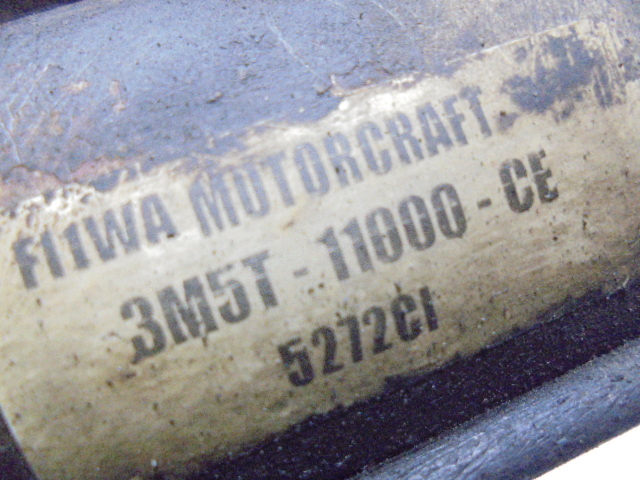 F11WA MOTORCRAFT
3M5T - 11000 - CE
5272CI